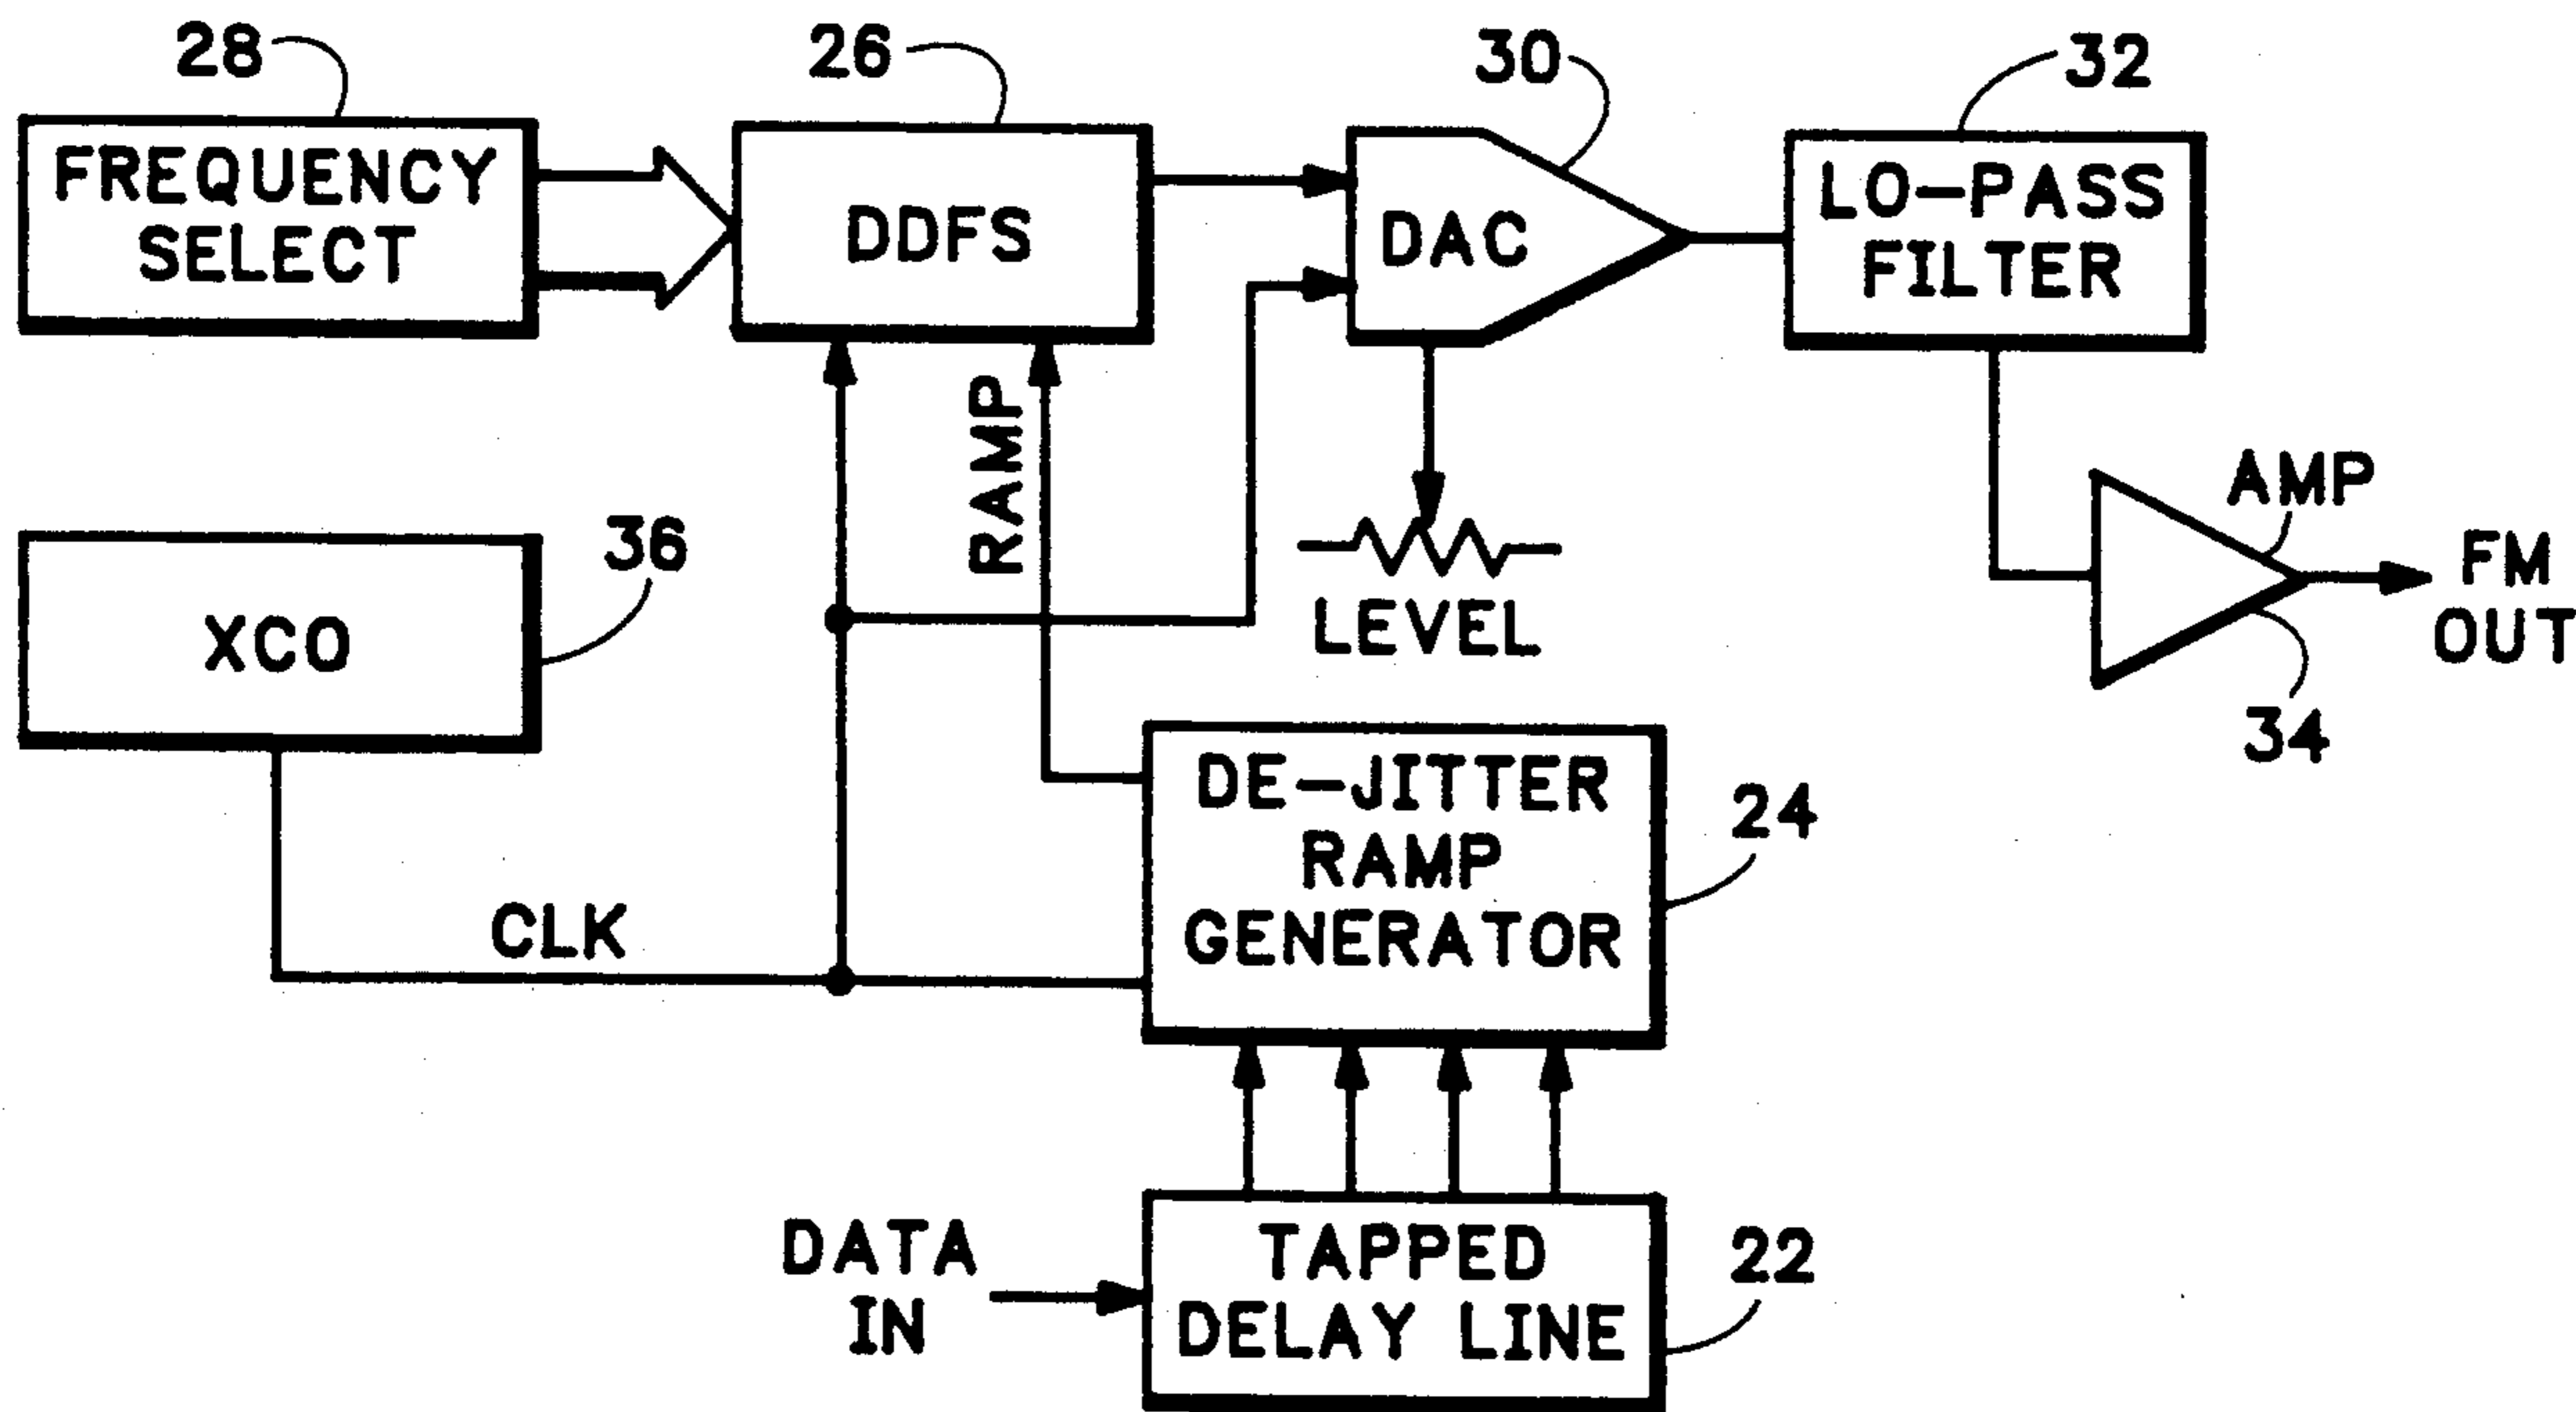 28
26
30
32
FREQUENCY
SELECT
DDFS
DAC
LO-PASS
FILTER
RAMP
36
XCO
LEVEL
AMP
FM
OUT
34
DE-JITTER
RAMP
GENERATOR
24
CLK
DATA
IN
TAPPED
DELAY LINE
22